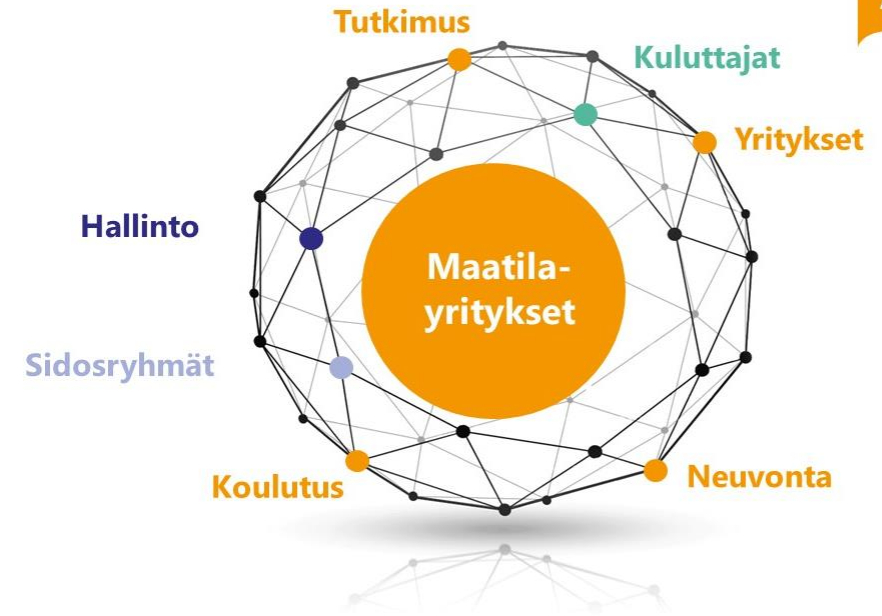 Tutkimus
Kuluttajat
Yritykset
Hallinto
Maatila-
yritykset
Sidosryhmät
Koulutus
Neuvonta